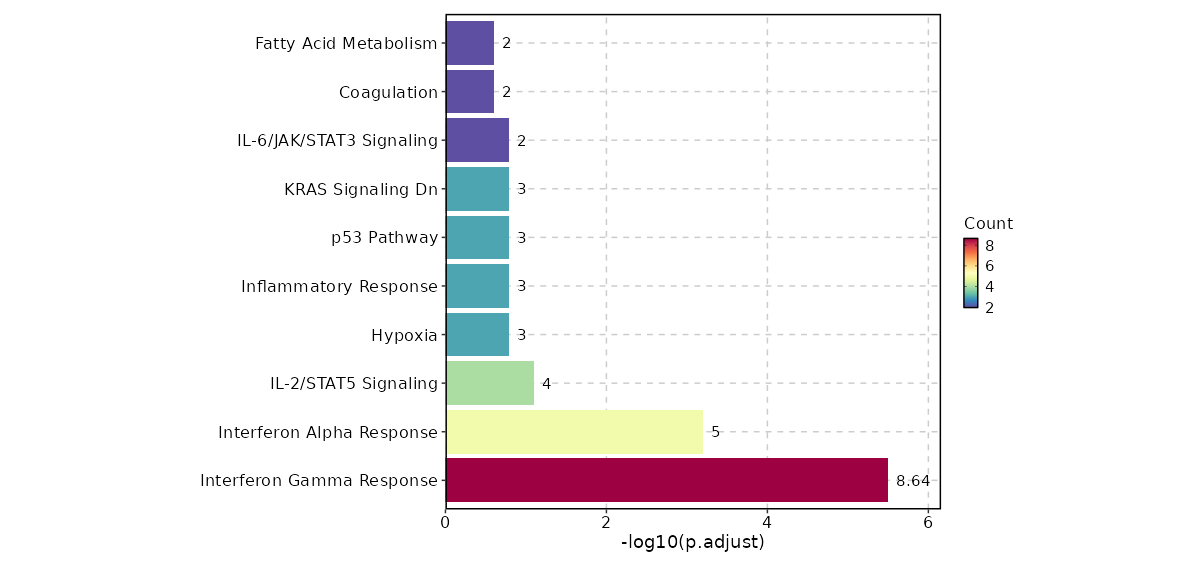 Fatty Acid Metabolism 2
Coagulation 2
IL-6/JAK/STAT3 Signaling 2
KRAS Signaling Dn 3
p53 Pathway 3
Inflammatory Response 3
Hypoxia 3
IL-2/STAT5 Signaling 4
Interferon Alpha Response 5
Interferon Gamma Response 8.64
0 2 4 6
-log10(p.adjust)
Count
8
6
4
2